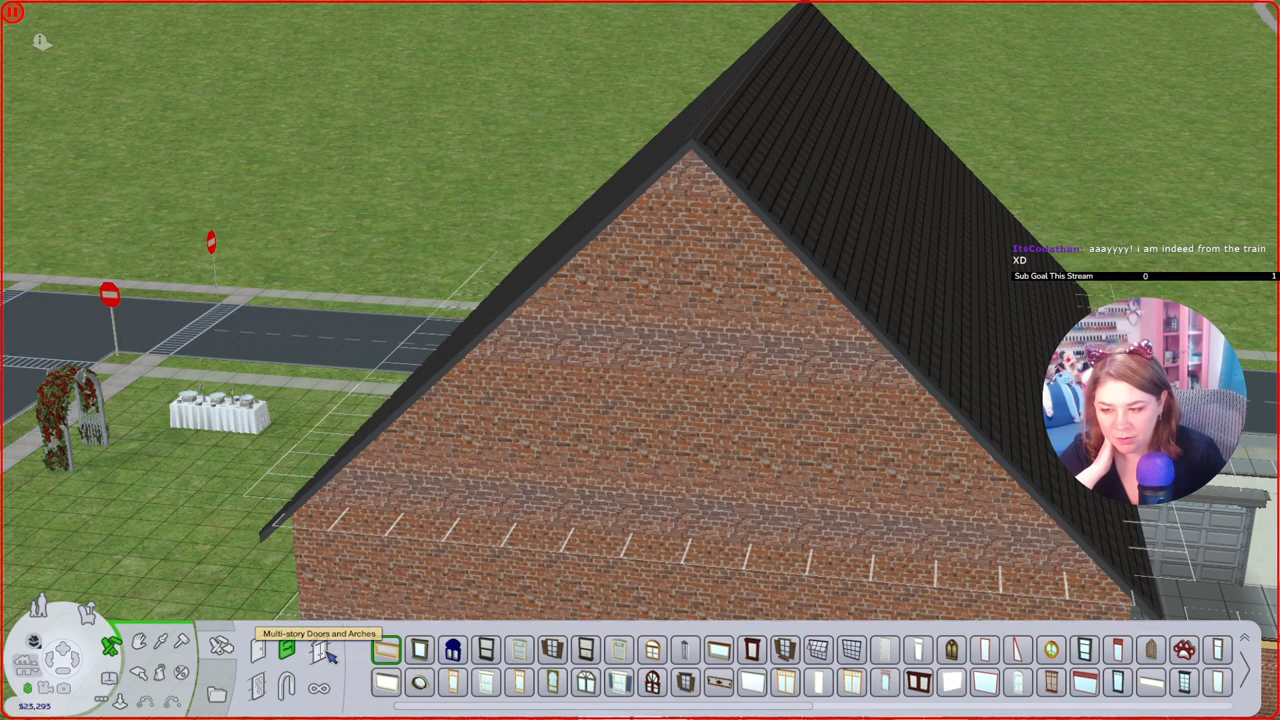 ItsCodathan: aaayyyy! i am indeed from the train
XD
Sub Goal This Stream 0 1
Multi-story Doors and Arches
$23,293